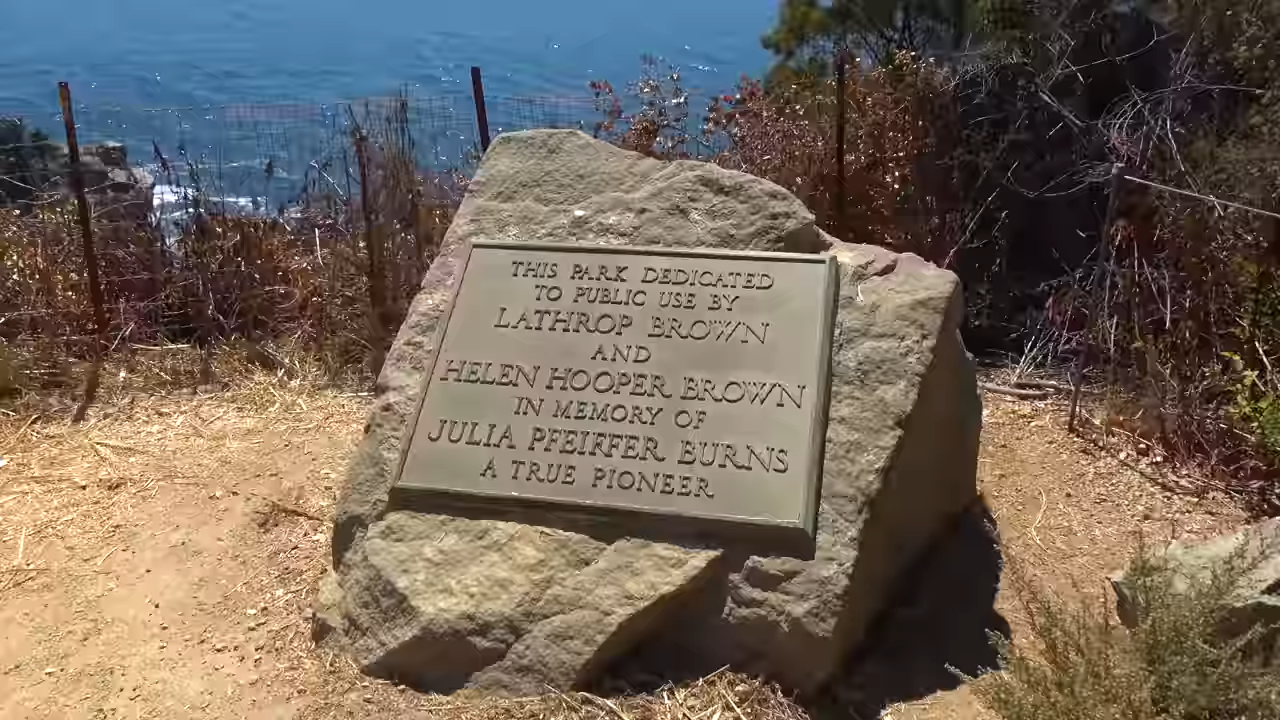 THIS PARK DEDICATED
TO PUBLIC USE BY
LATHROP BROWN
AND
HELEN HOOPER BROWN
IN MEMORY OF
JULIA PFEIFFER BURNS
A TRUE PIONEER